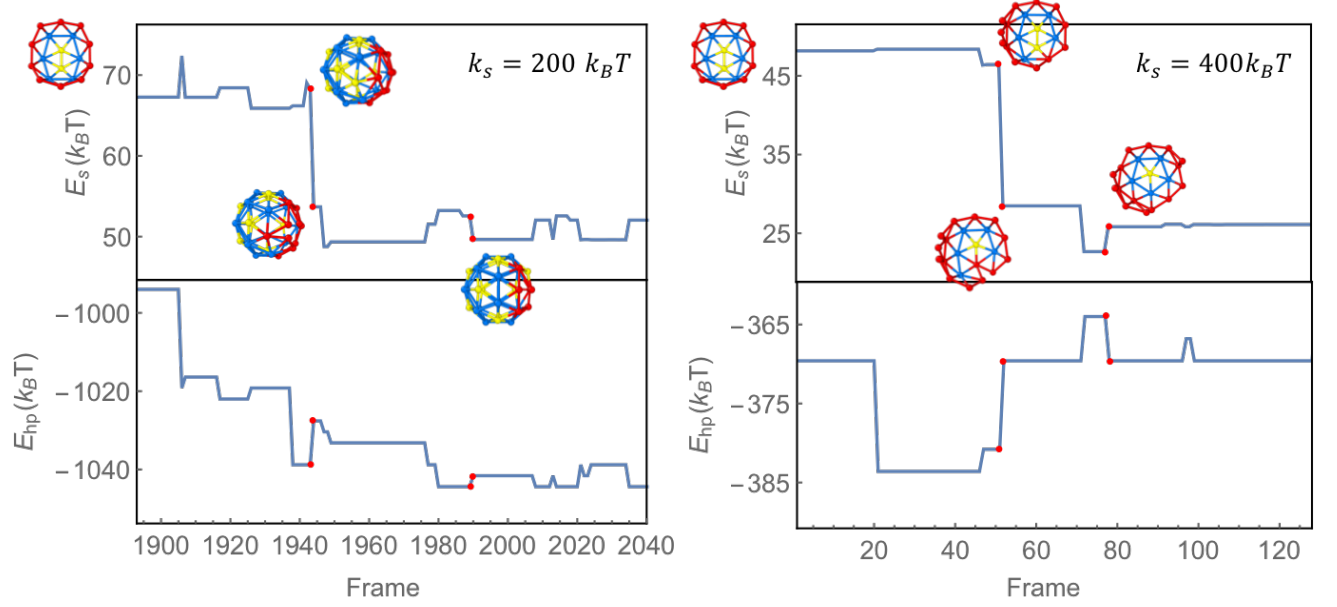 k_s = 200 k_BT
70
60
50
E_s(k_BT)
−1000
−1020
−1040
E_hp(k_BT)
1900 1920 1940 1960 1980 2000 2020 2040
Frame
k_s = 400k_BT
45
35
25
E_s(k_BT)
−365
−375
−385
E_hp(k_BT)
20 40 60 80 100 120
Frame